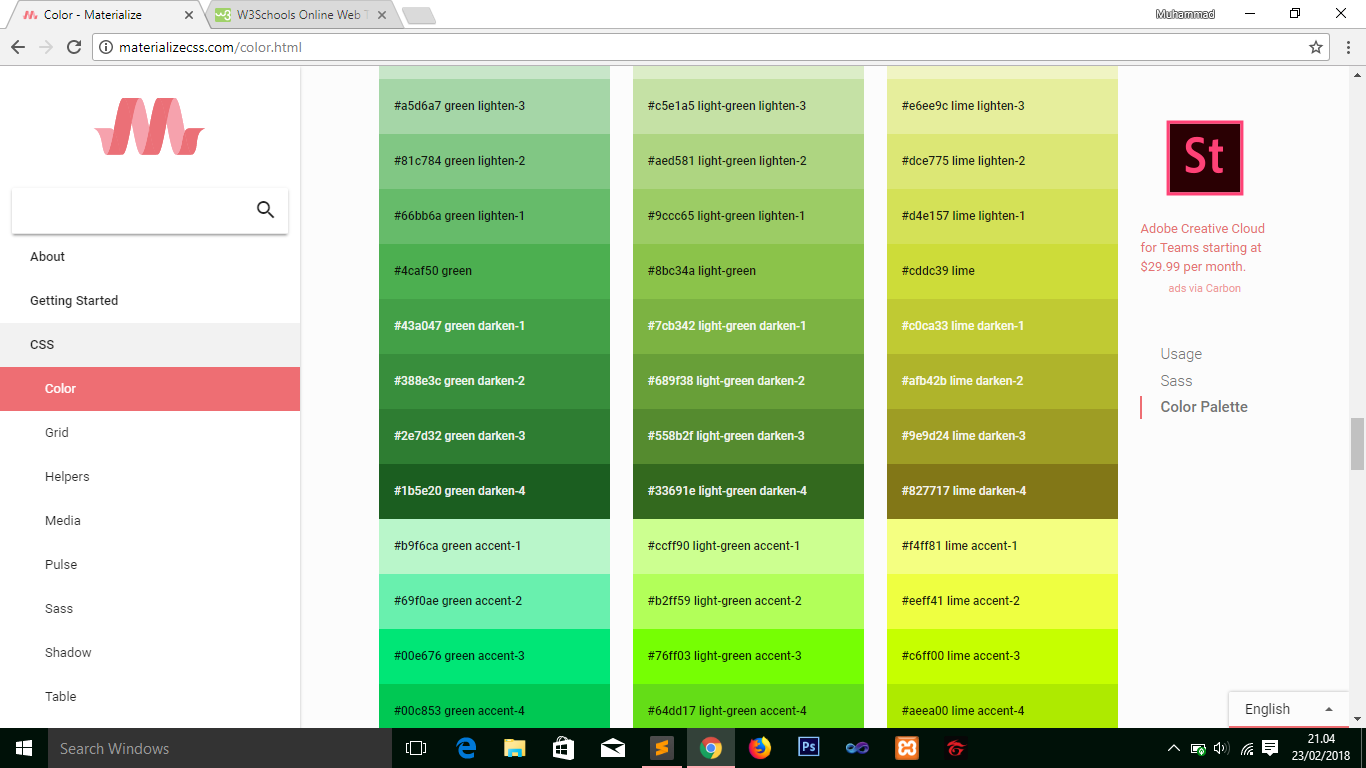 Color - Materialize
W3Schools Online Web T
Muhammad
materializecss.com/color.html
About
Getting Started
CSS
Color
Grid
Helpers
Media
Pulse
Sass
Shadow
Table
#a5d6a7 green lighten-3
#81c784 green lighten-2
#66bb6a green lighten-1
#4caf50 green
#43a047 green darken-1
#388e3c green darken-2
#2e7d32 green darken-3
#1b5e20 green darken-4
#b9f6ca green accent-1
#69f0ae green accent-2
#00e676 green accent-3
#00c853 green accent-4
#c5e1a5 light-green lighten-3
#aed581 light-green lighten-2
#9ccc65 light-green lighten-1
#8bc34a light-green
#7cb342 light-green darken-1
#689f38 light-green darken-2
#558b2f light-green darken-3
#33691e light-green darken-4
#ccff90 light-green accent-1
#b2ff59 light-green accent-2
#76ff03 light-green accent-3
#64dd17 light-green accent-4
#e6ee9c lime lighten-3
#dce775 lime lighten-2
#d4e157 lime lighten-1
#cddc39 lime
#c0ca33 lime darken-1
#afb42b lime darken-2
#9e9d24 lime darken-3
#827717 lime darken-4
#f4ff81 lime accent-1
#eeff41 lime accent-2
#c6ff00 lime accent-3
#aeea00 lime accent-4
St
Adobe Creative Cloud
for Teams starting at
$29.99 per month.
ads via Carbon
Usage
Sass
Color Palette
English
Search Windows
Ps
21.04
23/02/2018